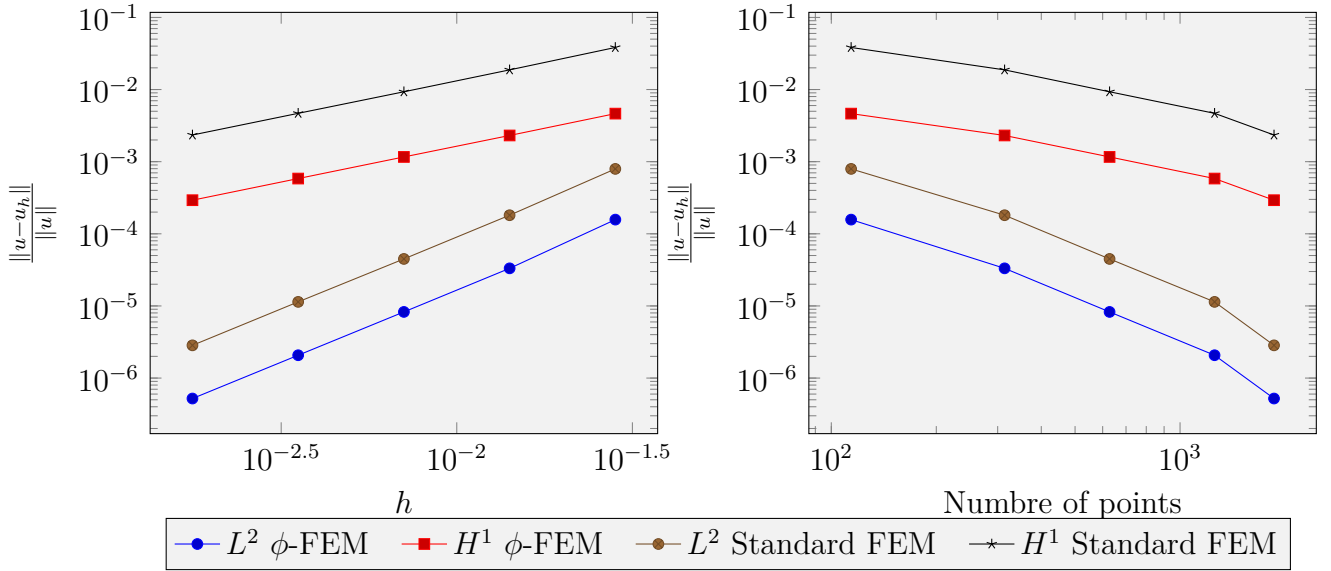 10^{-1}
10^{-2}
10^{-3}
10^{-4}
10^{-5}
10^{-6}
‖u−u_h‖
‖u‖
10^{-2.5} 10^{-2} 10^{-1.5}
h
10^{-1}
10^{-2}
10^{-3}
10^{-4}
10^{-5}
10^{-6}
‖u−u_h‖
‖u‖
10^2 10^3
Numbre of points
L^2 ϕ-FEM H^1 ϕ-FEM L^2 Standard FEM H^1 Standard FEM